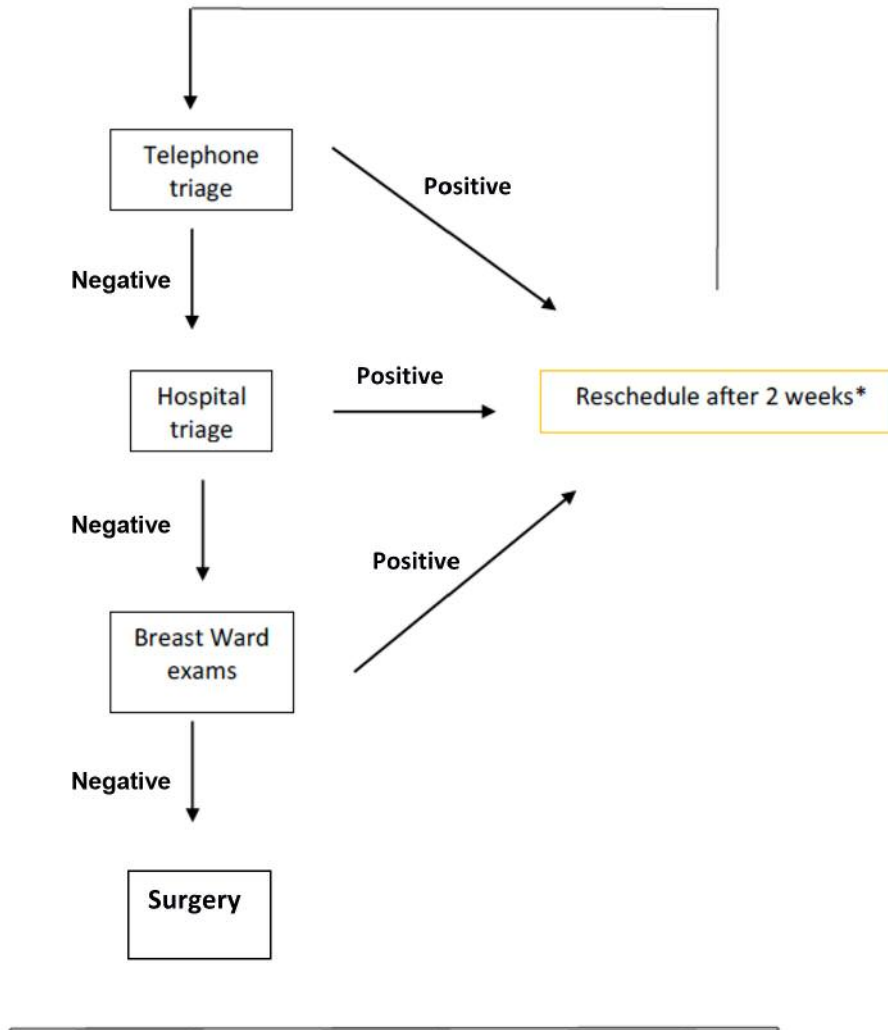 Telephone
triage
Positive
Negative
Positive
Hospital
triage
Reschedule after 2 weeks*
Negative
Positive
Breast Ward
exams
Negative
Surgery